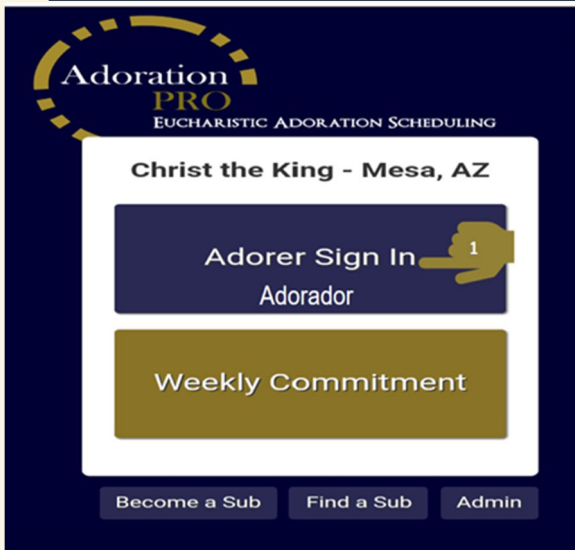 Adoration
PRO
EUCHARISTIC ADORATION SCHEDULING
Christ the King - Mesa, AZ
Adorer Sign In
1
Adorador
Weekly Commitment
Become a Sub Find a Sub Admin